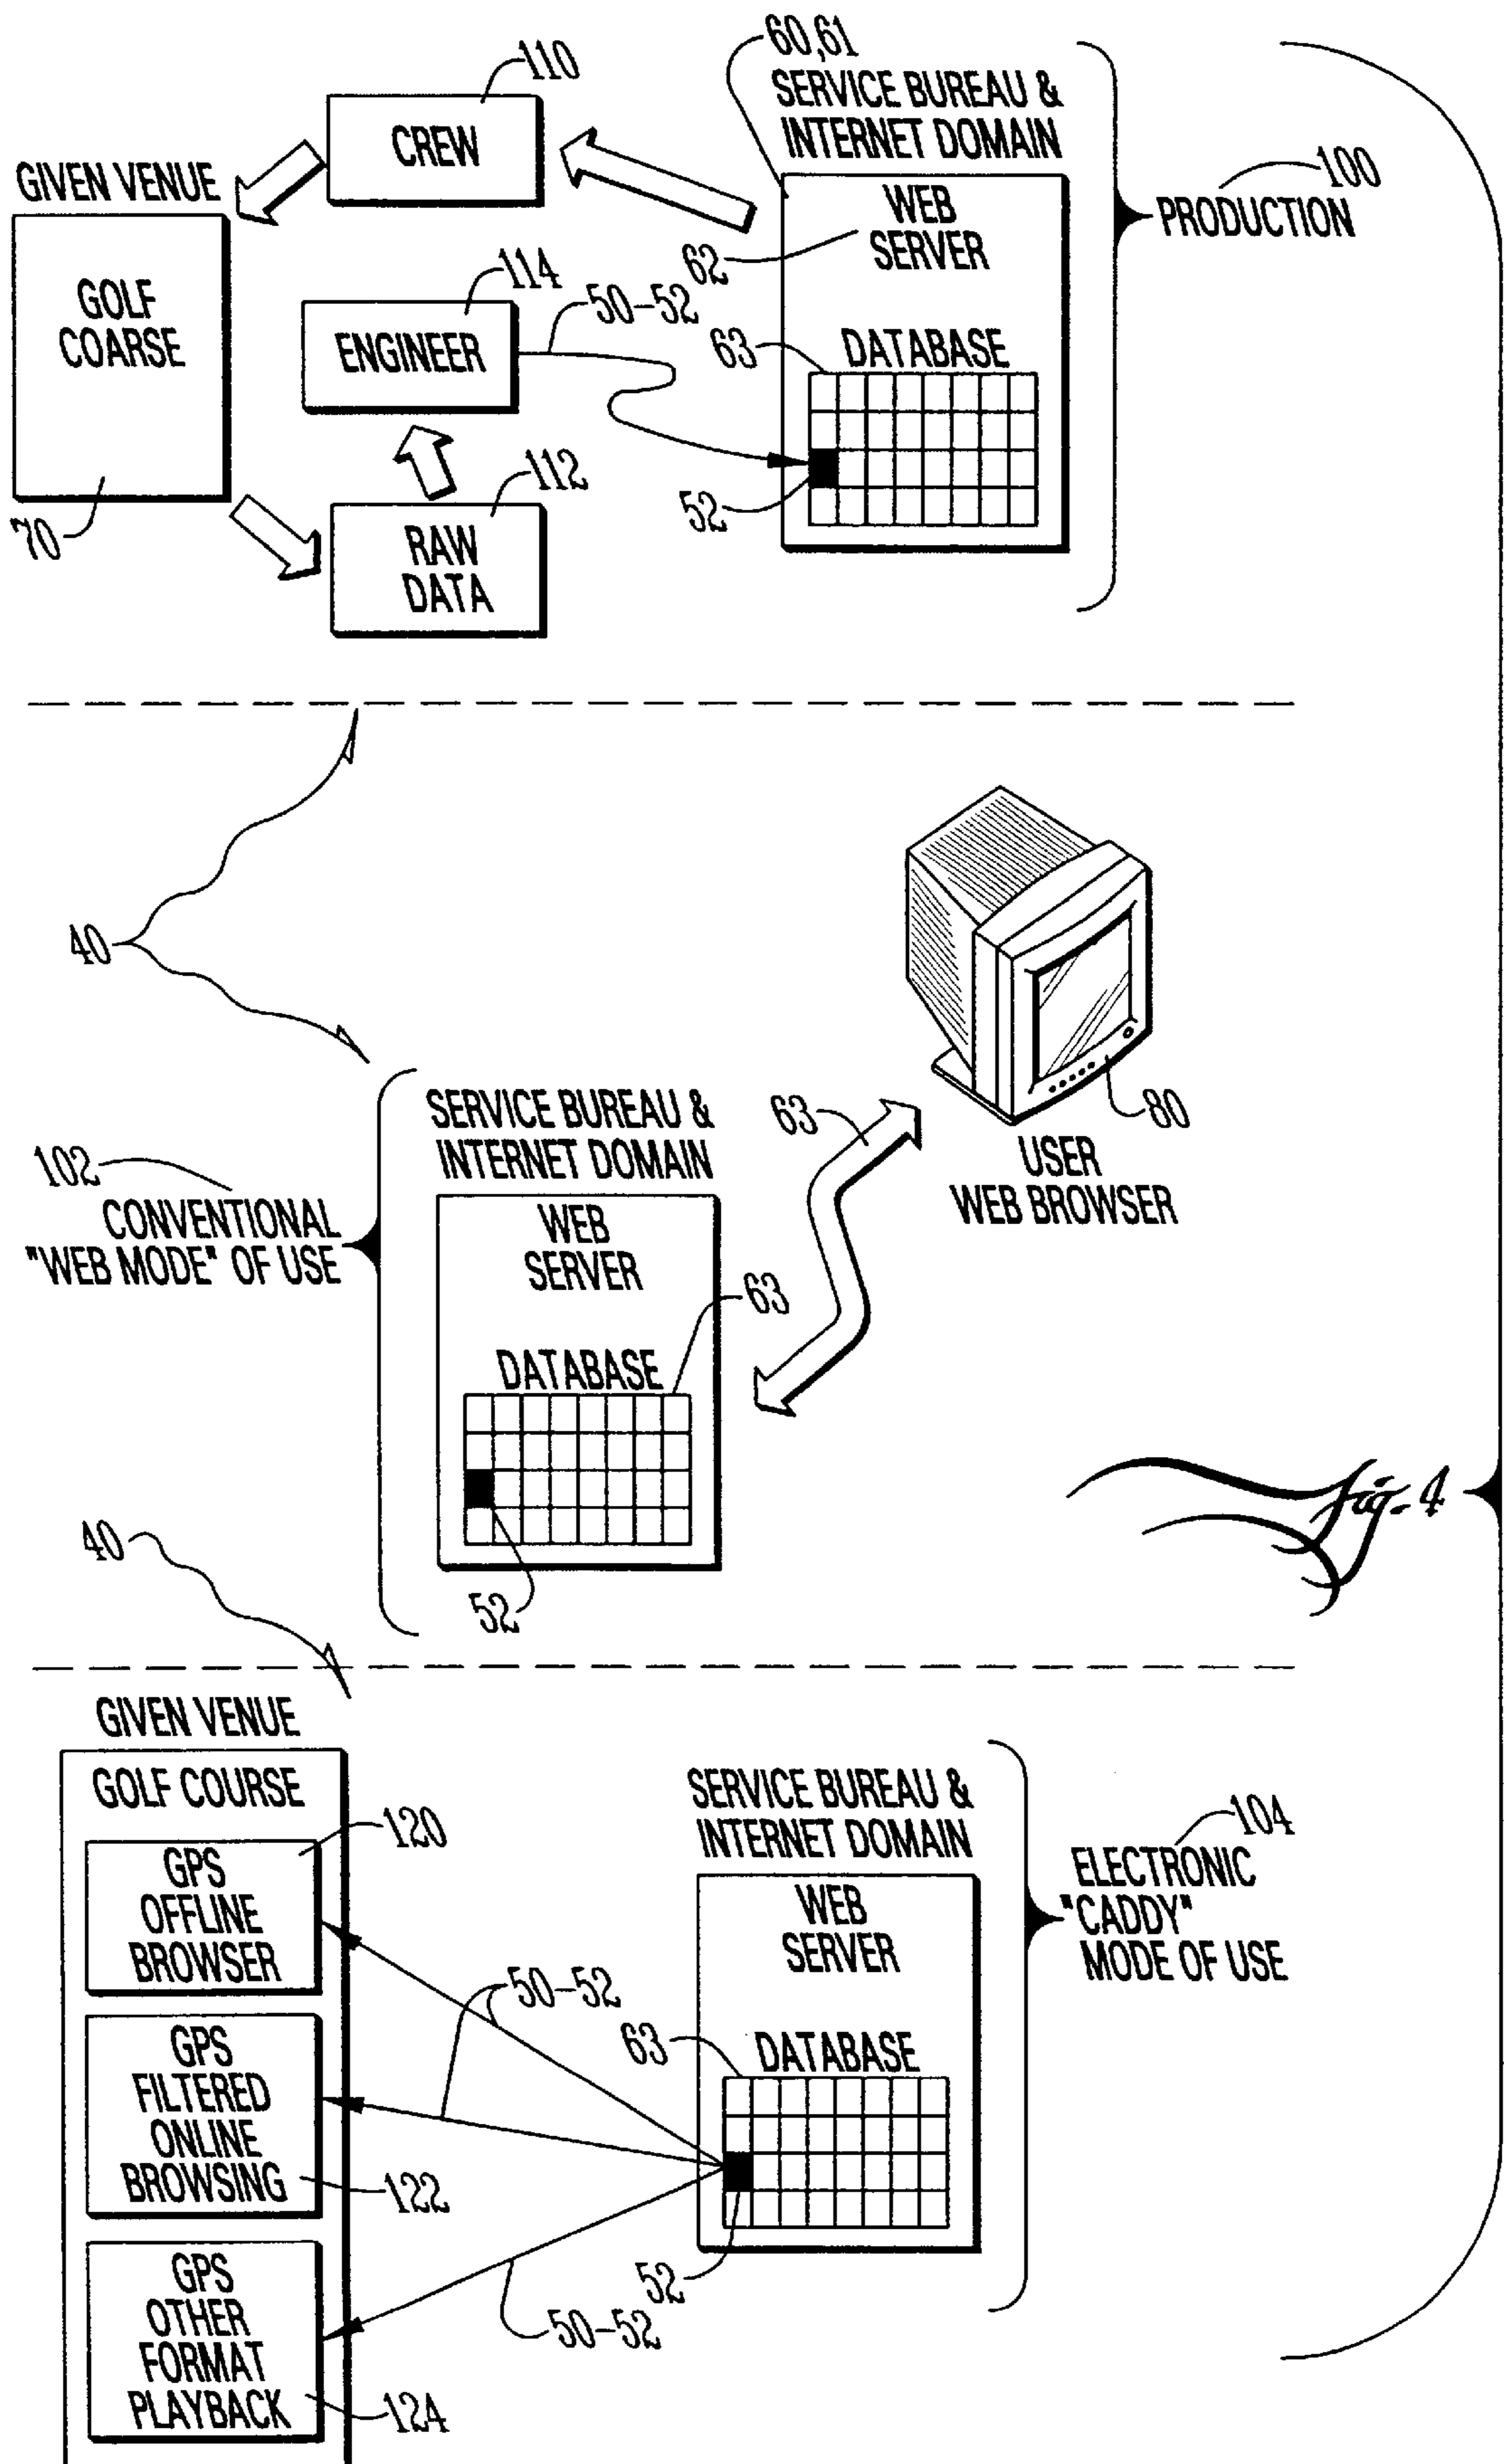 60,61
SERVICE BUREAU &
INTERNET DOMAIN
110
CREW
GIVEN VENUE
GOLF
COARSE
70
114
ENGINEER
50-52
112
RAW
DATA
WEB
SERVER
62
63
DATABASE
52
100
PRODUCTION
40
80
USER
WEB BROWSER
63
102
CONVENTIONAL
"WEB MODE" OF USE
SERVICE BUREAU &
INTERNET DOMAIN
WEB
SERVER
63
DATABASE
52
fig. 4
40
GIVEN VENUE
GOLF COURSE
120
GPS
OFFLINE
BROWSER
GPS
FILTERED
ONLINE
BROWSING
122
GPS
OTHER
FORMAT
PLAYBACK
124
50-52
50-52
SERVICE BUREAU &
INTERNET DOMAIN
WEB
SERVER
63
DATABASE
52
104
ELECTRONIC
"CADDY"
MODE OF USE